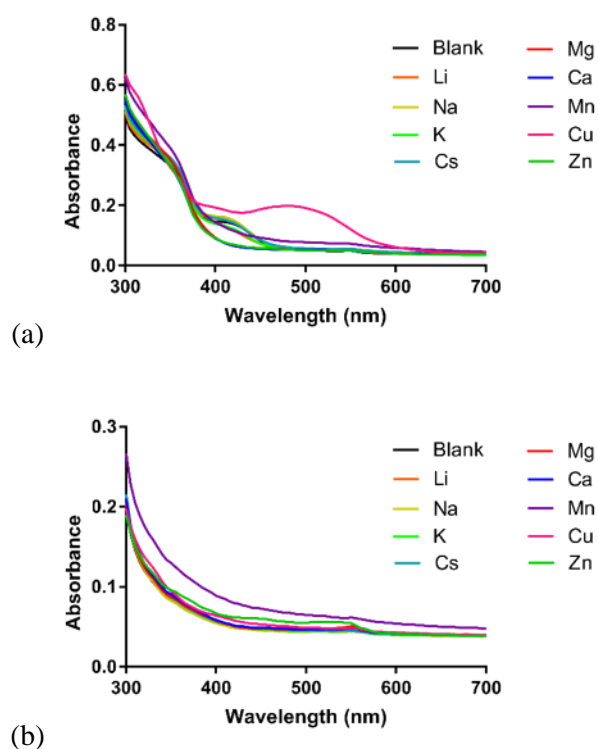 0.8
0.6
0.4
0.2
0.0
Absorbance
300 400 500 600 700
Wavelength (nm)
Blank Mg
Li Ca
Na Mn
K Cu
Cs Zn
(a)
0.3
0.2
0.1
0.0
Absorbance
300 400 500 600 700
Wavelength (nm)
Blank Mg
Li Ca
Na Mn
K Cu
Cs Zn
(b)